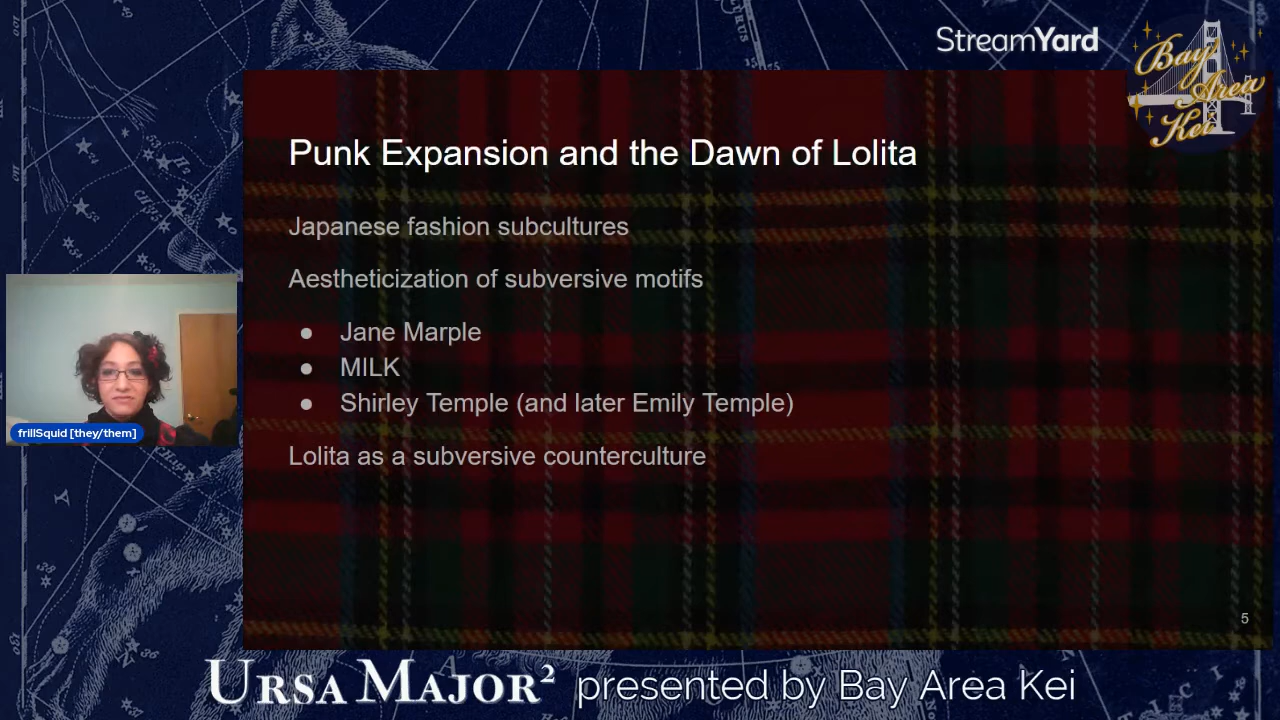 StreamYard
Bay
Area
Kei
Punk Expansion and the Dawn of Lolita
Japanese fashion subcultures
Aestheticization of subversive motifs
● Jane Marple
● MILK
● Shirley Temple (and later Emily Temple)
Lolita as a subversive counterculture
frillSquid [they/them]
5
URSA MAJOR² presented by Bay Area Kei